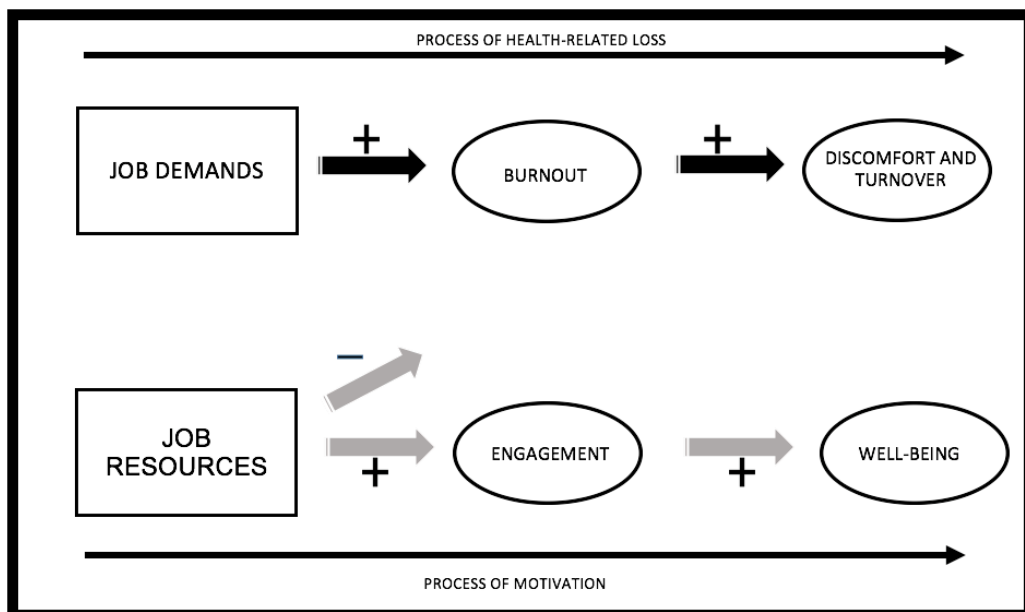 PROCESS OF HEALTH-RELATED LOSS
JOB DEMANDS
+
BURNOUT
+
DISCOMFORT AND
TURNOVER
−
JOB
RESOURCES
+
ENGAGEMENT
+
WELL-BEING
PROCESS OF MOTIVATION